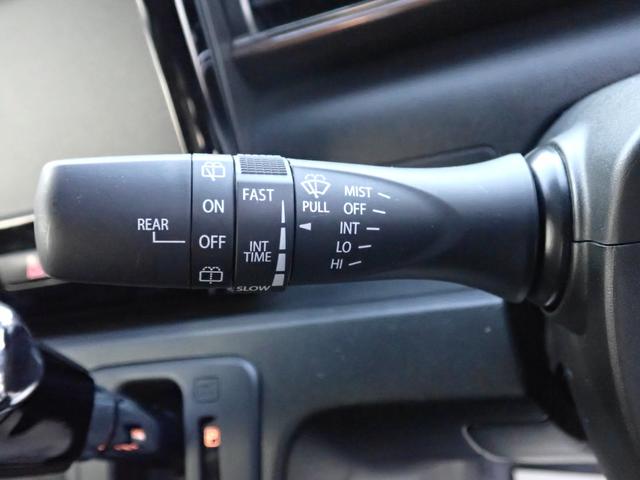 REAR
ON
OFF
FAST
INT
TIME
SLOW
PULL
MIST
OFF
INT
LO
HI
P